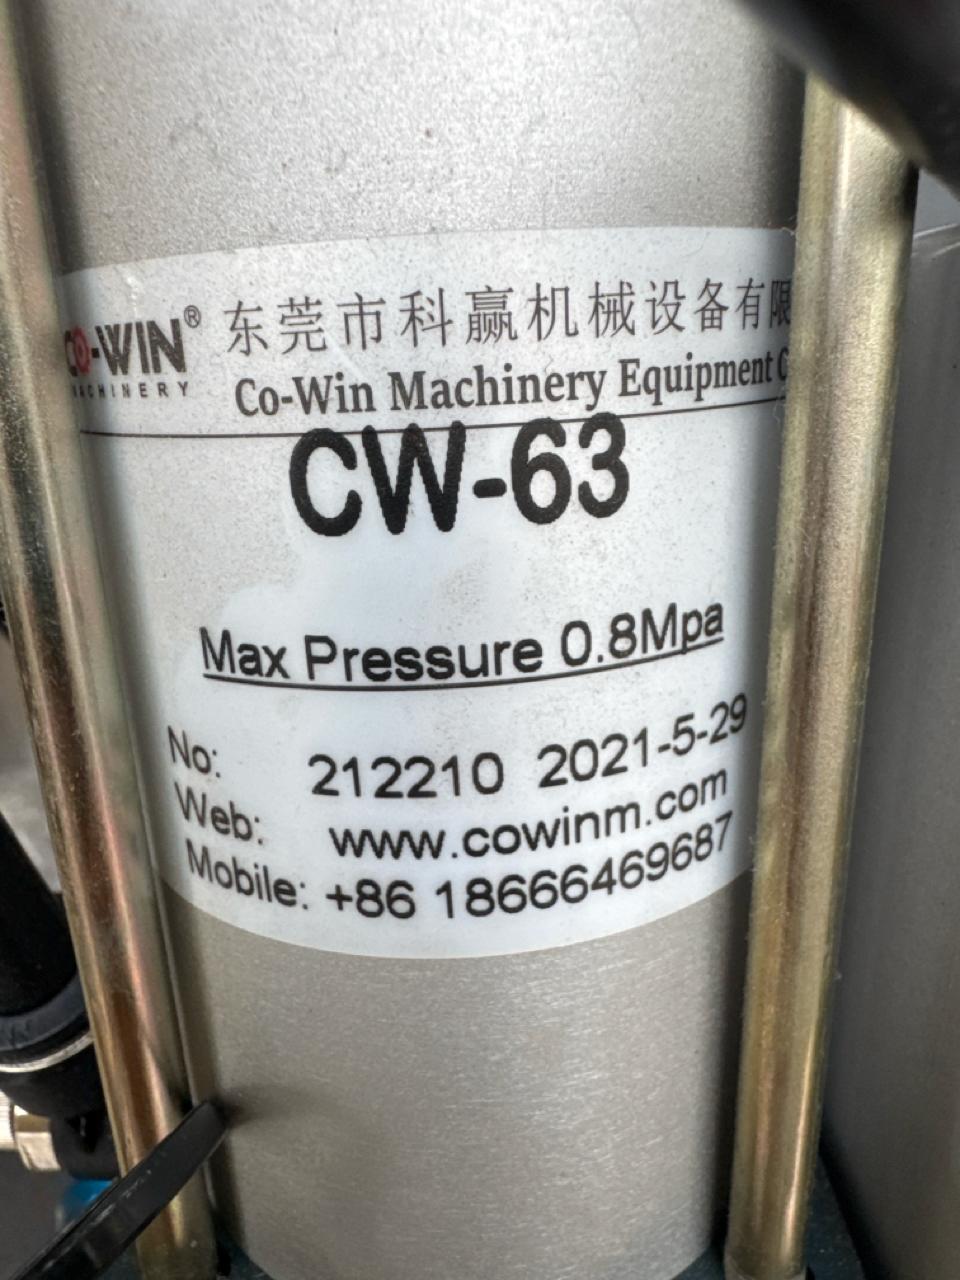 CO-WIN® 东莞市科赢机械设备有限
MACHINERY Co-Win Machinery Equipment
CW-63
Max Pressure 0.8Mpa
No: 212210 2021-5-29
Web: www.cowinm.com
Mobile: +86 18666469687